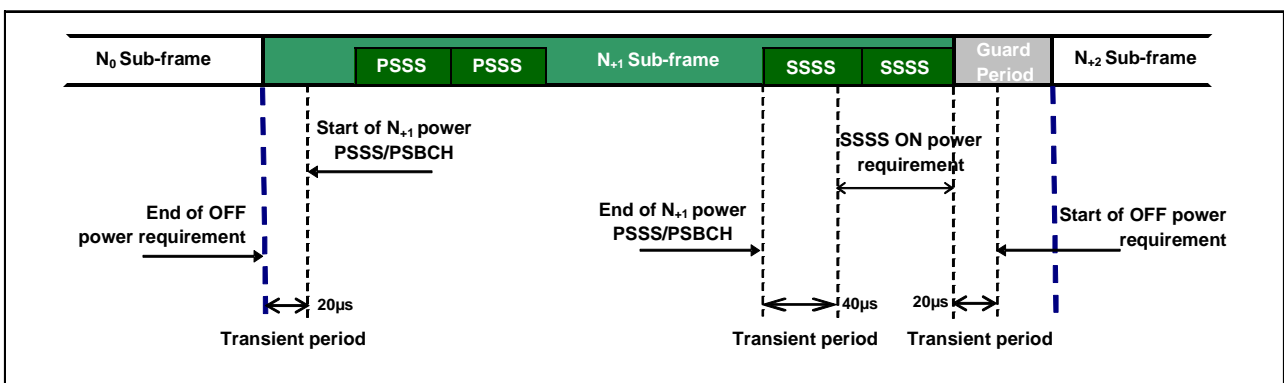 N₀ Sub-frame
PSSS
PSSS
N₊₁ Sub-frame
SSSS
SSSS
Guard
Period
N₊₂ Sub-frame
Start of N₊₁ power
PSSS/PSBCH
SSSS ON power
requirement
End of OFF
power requirement
End of N₊₁ power
PSSS/PSBCH
Start of OFF power
requirement
20µs
40µs
20µs
Transient period
Transient period
Transient period